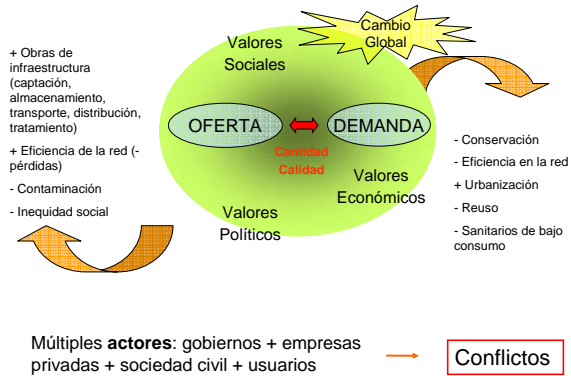 Cambio
Global
Valores
Sociales
+ Obras de
infraestructura
(captación,
almacenamiento,
transporte, distribución,
tratamiento)
+ Eficiencia de la red (-
pérdidas)
- Contaminación
- Inequidad social
OFERTA
DEMANDA
Cantidad
Calidad
Valores
Económicos
Valores
Políticos
- Conservación
- Eficiencia en la red
+ Urbanización
- Reuso
- Sanitarios de bajo
consumo
Múltiples actores: gobiernos + empresas
privadas + sociedad civil + usuarios
Conflictos